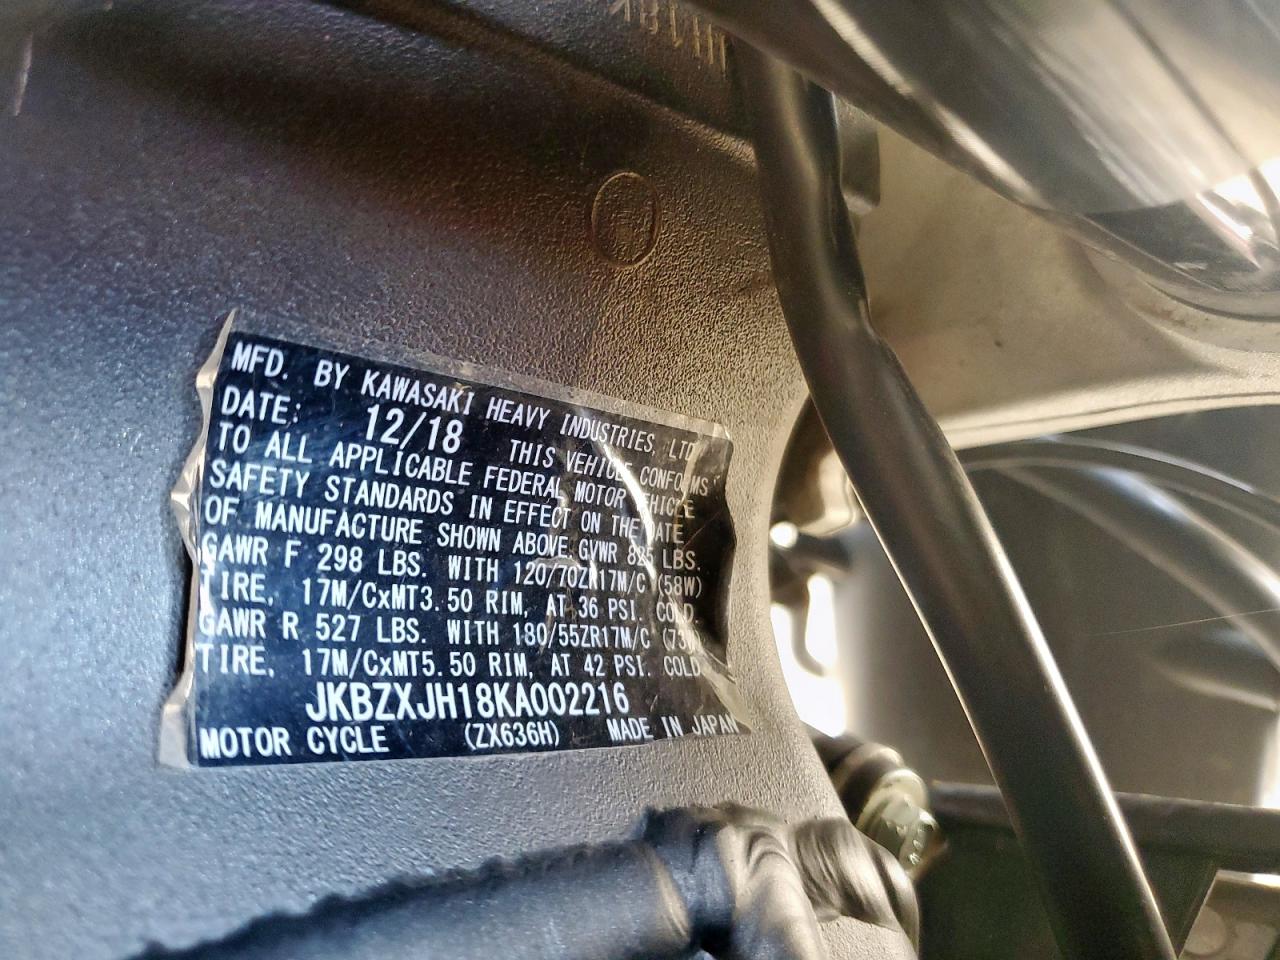 MFD. BY KAWASAKI HEAVY INDUSTRIES, LTD
DATE: 12/18 THIS VEHICLE CONFORMS
TO ALL APPLICABLE FEDERAL MOTOR VEHICLE
SAFETY STANDARDS IN EFFECT ON THE DATE
OF MANUFACTURE SHOWN ABOVE. GVWR 825 LBS.
GAWR F 298 LBS. WITH 120/70ZR17M/C (58W)
TIRE, 17M/CxMT3.50 RIM, AT 36 PSI. COLD.
GAWR R 527 LBS. WITH 180/55ZR17M/C
TIRE, 17M/CxMT5.50 RIM, AT 42 PSI. COLD
JKBZXJH18KA002216
MOTOR CYCLE (ZX636H) MADE IN JAPAN